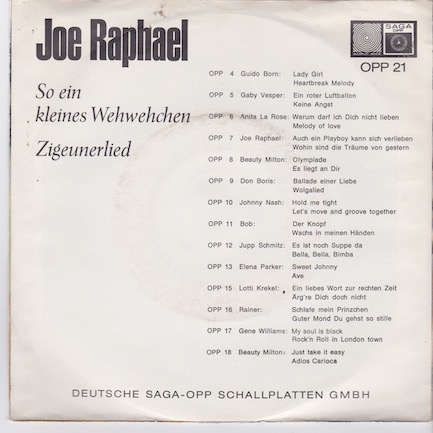 Joe Raphael
SAGA
OPP
OPP 21
So ein
kleines Wehwehchen
Zigeunerlied
OPP 4 Guido Born: Lady Girl
Heartbreak Melody
OPP 5 Gaby Vesper: Ein roter Luftballon
Keine Angst
OPP 6 Anita La Rose: Warum darf ich Dich nicht lieben
Melody of love
OPP 7 Joe Raphael: Auch ein Playboy kann sich verlieben
Wohin sind die Träume von gestern
OPP 8 Beauty Milton: Olympiade
Es liegt an Dir
OPP 9 Don Boris: Ballade einer Liebe
Wolgalied
OPP 10 Johnny Nash: Hold me tight
Let's move and groove together
OPP 11 Bob: Der Knopf
Wachs in meinen Händen
OPP 12 Jupp Schmitz: Es ist noch Suppe da
Bella, Bella, Bimba
OPP 13 Elena Parker: Sweet Johnny
Ave
OPP 15 Lotti Krekel: Ein liebes Wort zur rechten Zeit
Ärg're Dich doch nicht
OPP 16 Rainer: Schlafe mein Prinzchen
Guter Mond Du gehst so stille
OPP 17 Gene Williams: My soul is black
Rock'n Roll in London town
OPP 18 Beauty Milton: Just take it easy
Adios Carioca
DEUTSCHE SAGA-OPP SCHALLPLATTEN GMBH